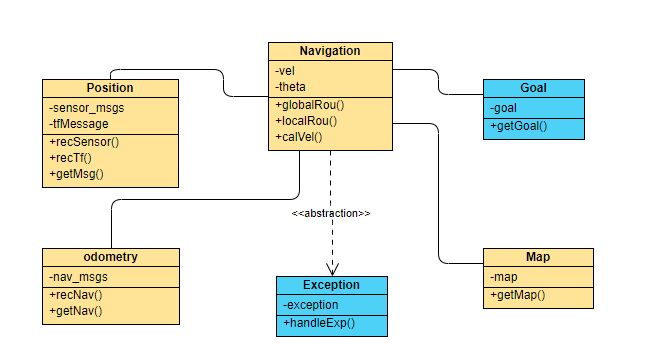 Navigation
-vel
-theta
+globalRou()
+localRou()
+calVel()
Position
-sensor_msgs
-tfMessage
+recSensor()
+recTf()
+getMsg()
Goal
-goal
+getGoal()
<<abstraction>>
odometry
-nav_msgs
+recNav()
+getNav()
Exception
-exception
+handleExp()
Map
-map
+getMap()